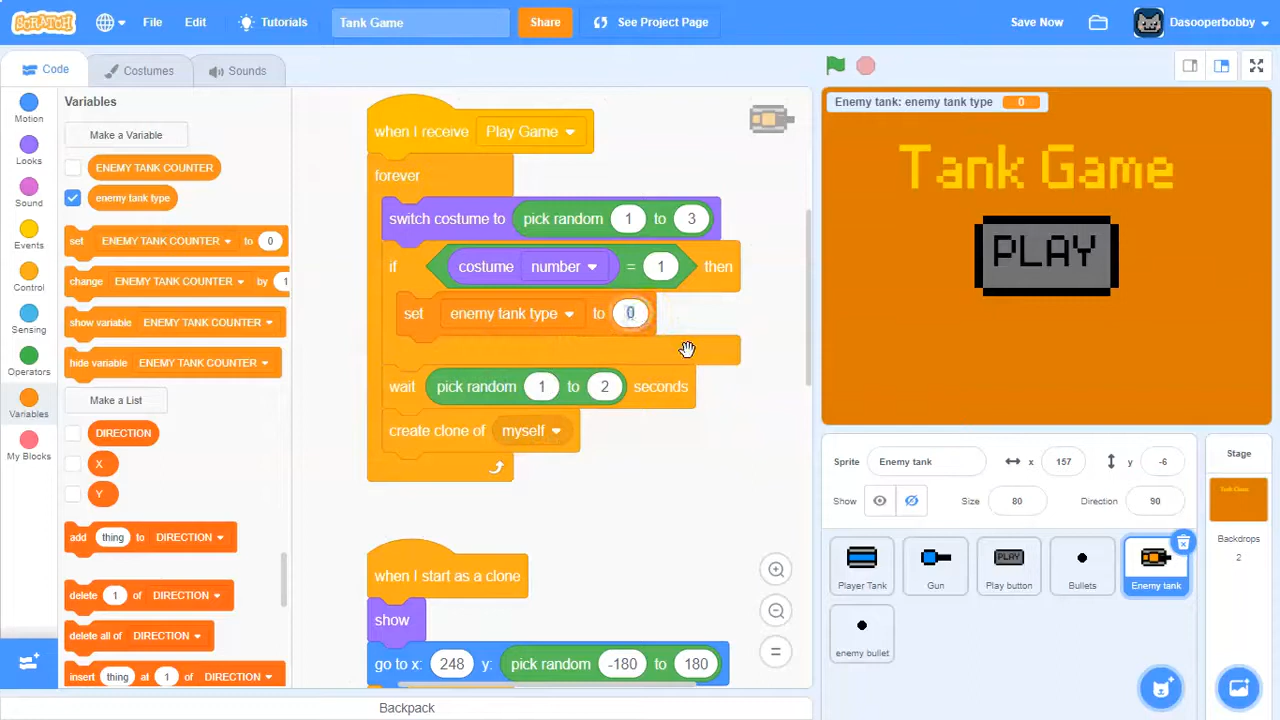 SCRATCH
File
Edit
Tutorials
Tank Game
Share
See Project Page
Save Now
Dasooperbobby
Code
Costumes
Sounds
Motion
Looks
Sound
Events
Control
Sensing
Operators
Variables
My Blocks
Variables
Make a Variable
ENEMY TANK COUNTER
enemy tank type
set ENEMY TANK COUNTER to 0
change ENEMY TANK COUNTER by 1
show variable ENEMY TANK COUNTER
hide variable ENEMY TANK COUNTER
Make a List
DIRECTION
X
Y
add thing to DIRECTION
delete 1 of DIRECTION
delete all of DIRECTION
insert thing at 1 of DIRECTION
when I receive Play Game
forever
switch costume to pick random 1 to 3
if costume number = 1 then
set enemy tank type to 0
wait pick random 1 to 2 seconds
create clone of myself
when I start as a clone
show
go to x: 248 y: pick random -180 to 180
Backpack
Enemy tank: enemy tank type 0
Tank Game
PLAY
Sprite Enemy tank x 157 y -6
Show Size 80 Direction 90
Player Tank
Gun
PLAY
Play button
Bullets
Enemy tank
enemy bullet
Stage
Tank Game
Backdrops
2